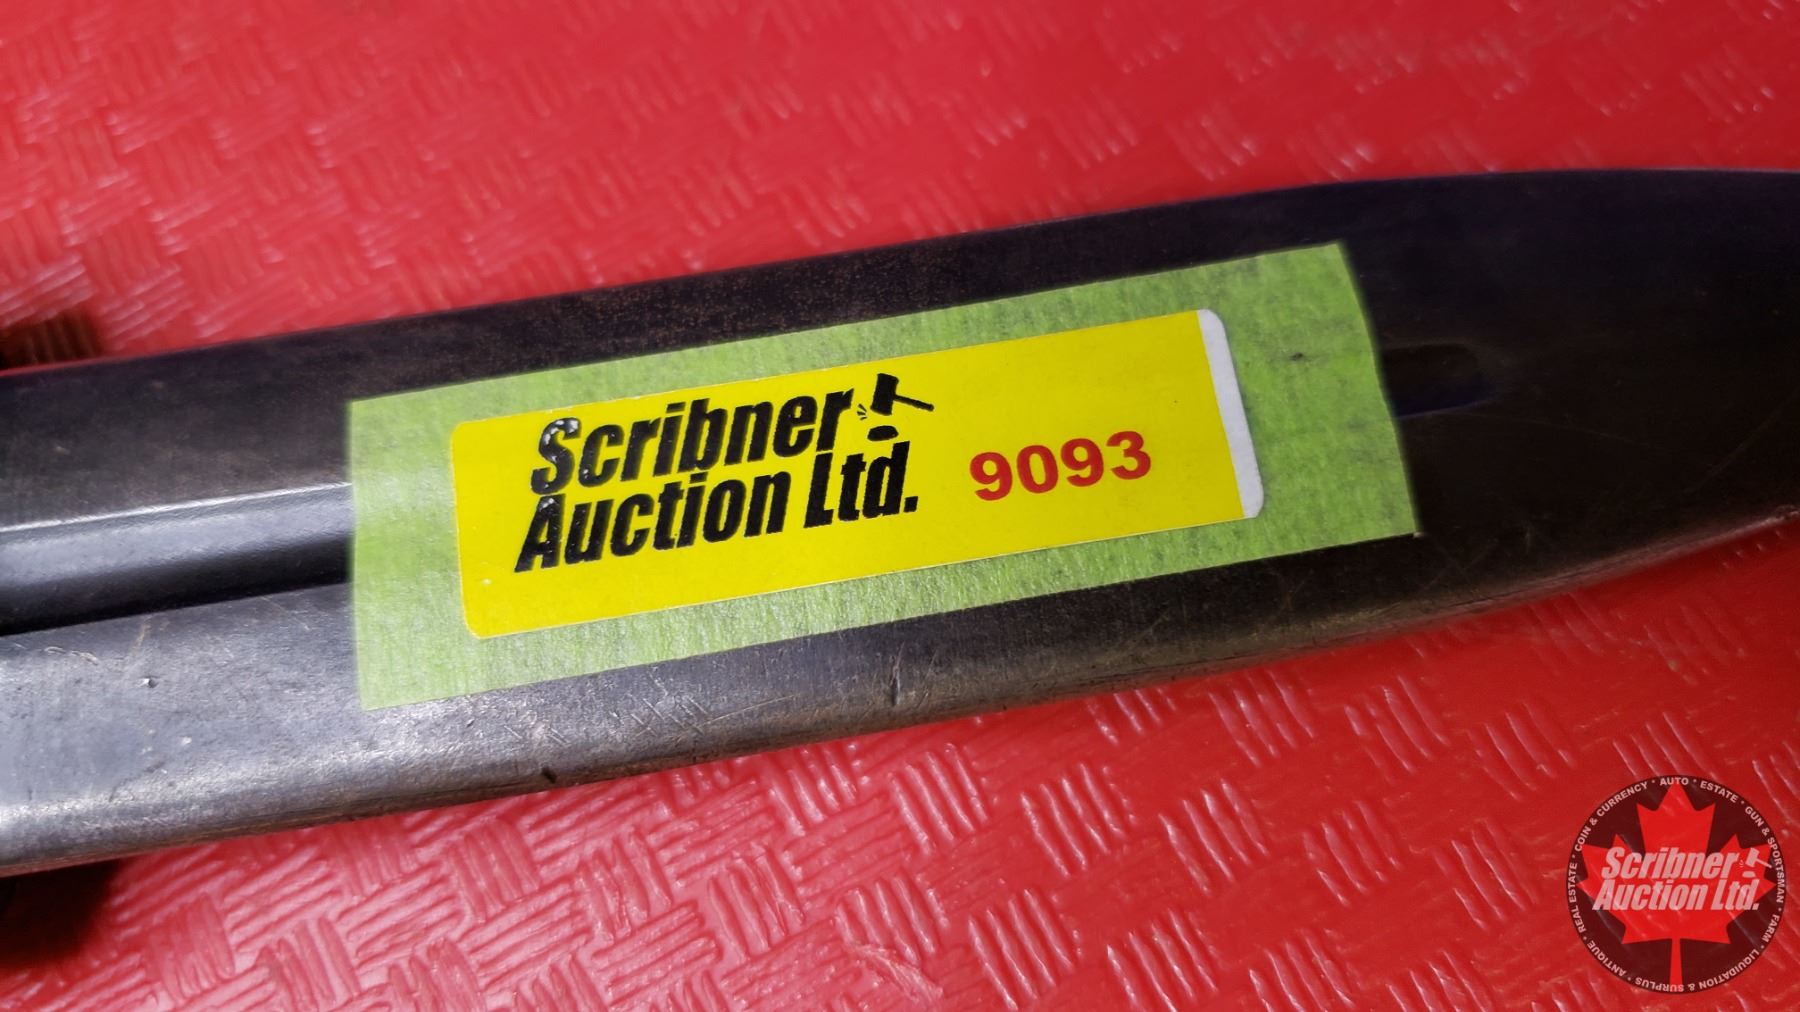 Scribner
Auction Ltd.
9093
REAL ESTATE • COIN & CURRENCY • AUTO • ESTATE • GUN & SPORTSMAN • FARM • LIQUIDATION & SURPLUS • ANTIQUE •
Scribner
Auction Ltd.